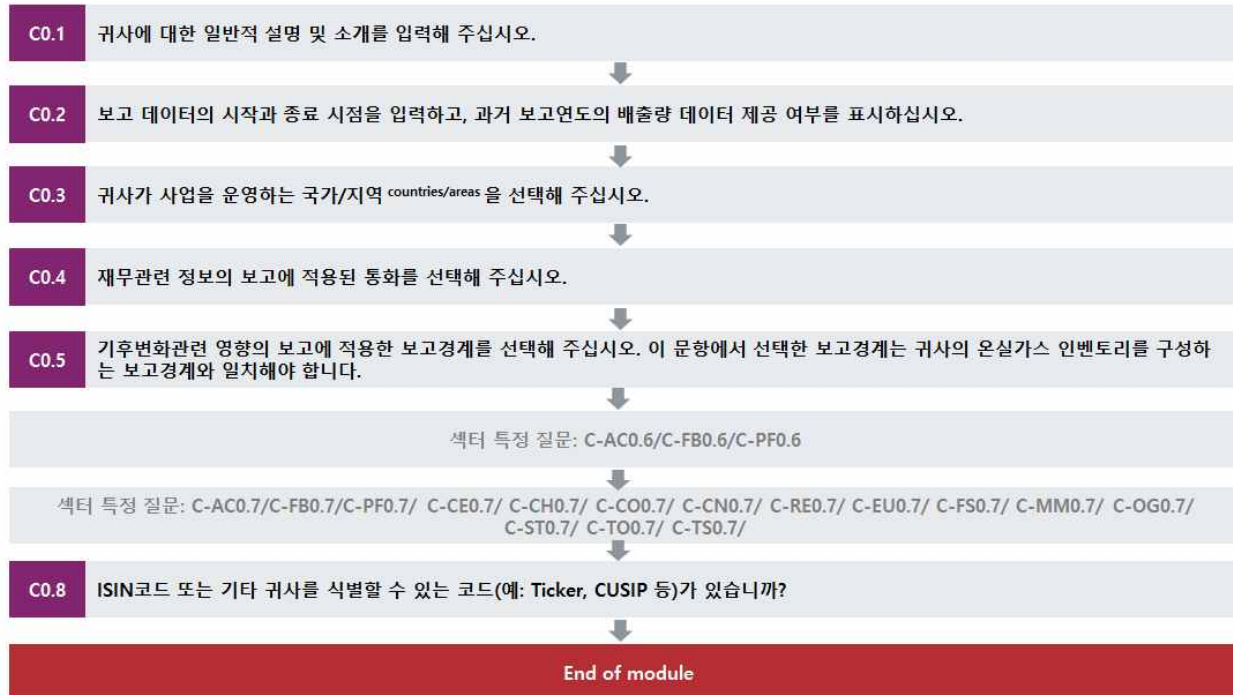 C0.1 귀사에 대한 일반적 설명 및 소개를 입력해 주십시오.
C0.2 보고 데이터의 시작과 종료 시점을 입력하고, 과거 보고연도의 배출량 데이터 제공 여부를 표시하십시오.
C0.3 귀사가 사업을 운영하는 국가/지역 countries/areas 을 선택해 주십시오.
C0.4 재무관련 정보의 보고에 적용된 통화를 선택해 주십시오.
C0.5 기후변화관련 영향의 보고에 적용한 보고경계를 선택해 주십시오. 이 문항에서 선택한 보고경계는 귀사의 온실가스 인벤토리를 구성하
는 보고경계와 일치해야 합니다.
섹터 특정 질문: C-AC0.6/C-FB0.6/C-PF0.6
섹터 특정 질문: C-AC0.7/C-FB0.7/C-PF0.7/ C-CE0.7/ C-CH0.7/ C-CO0.7/ C-CN0.7/ C-RE0.7/ C-EU0.7/ C-FS0.7/ C-MM0.7/ C-OG0.7/
C-ST0.7/ C-TO0.7/ C-TS0.7/
C0.8 ISIN코드 또는 기타 귀사를 식별할 수 있는 코드(예: Ticker, CUSIP 등)가 있습니까?
End of module